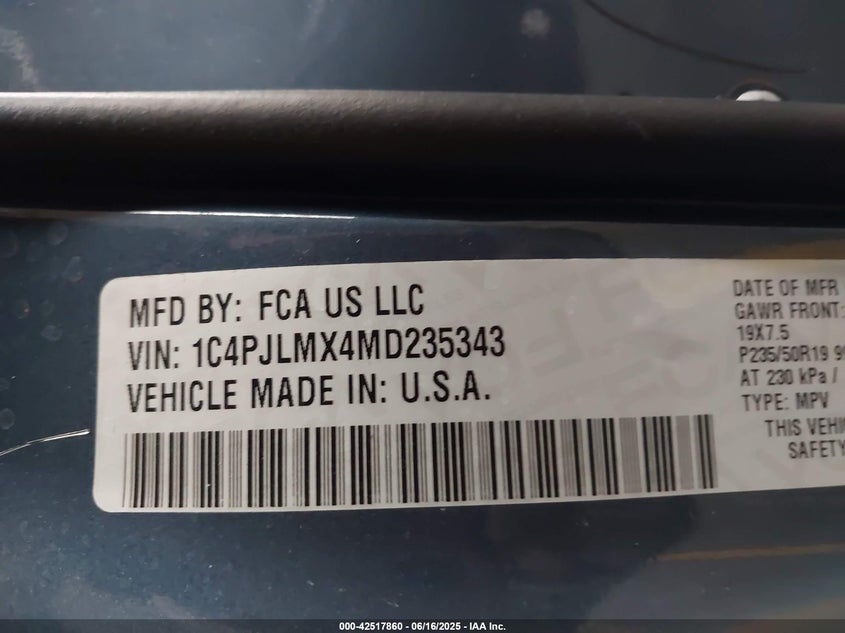 MFD BY: FCA US LLC
VIN: 1C4PJLMX4MD235343
VEHICLE MADE IN: U.S.A.
DATE OF MFR
GAWR FRONT:
19X7.5
P235/50R19
AT 230 kPa /
TYPE: MPV
THIS
SAFETY
000-42517860 - 06/16/2025 - IAA Inc.